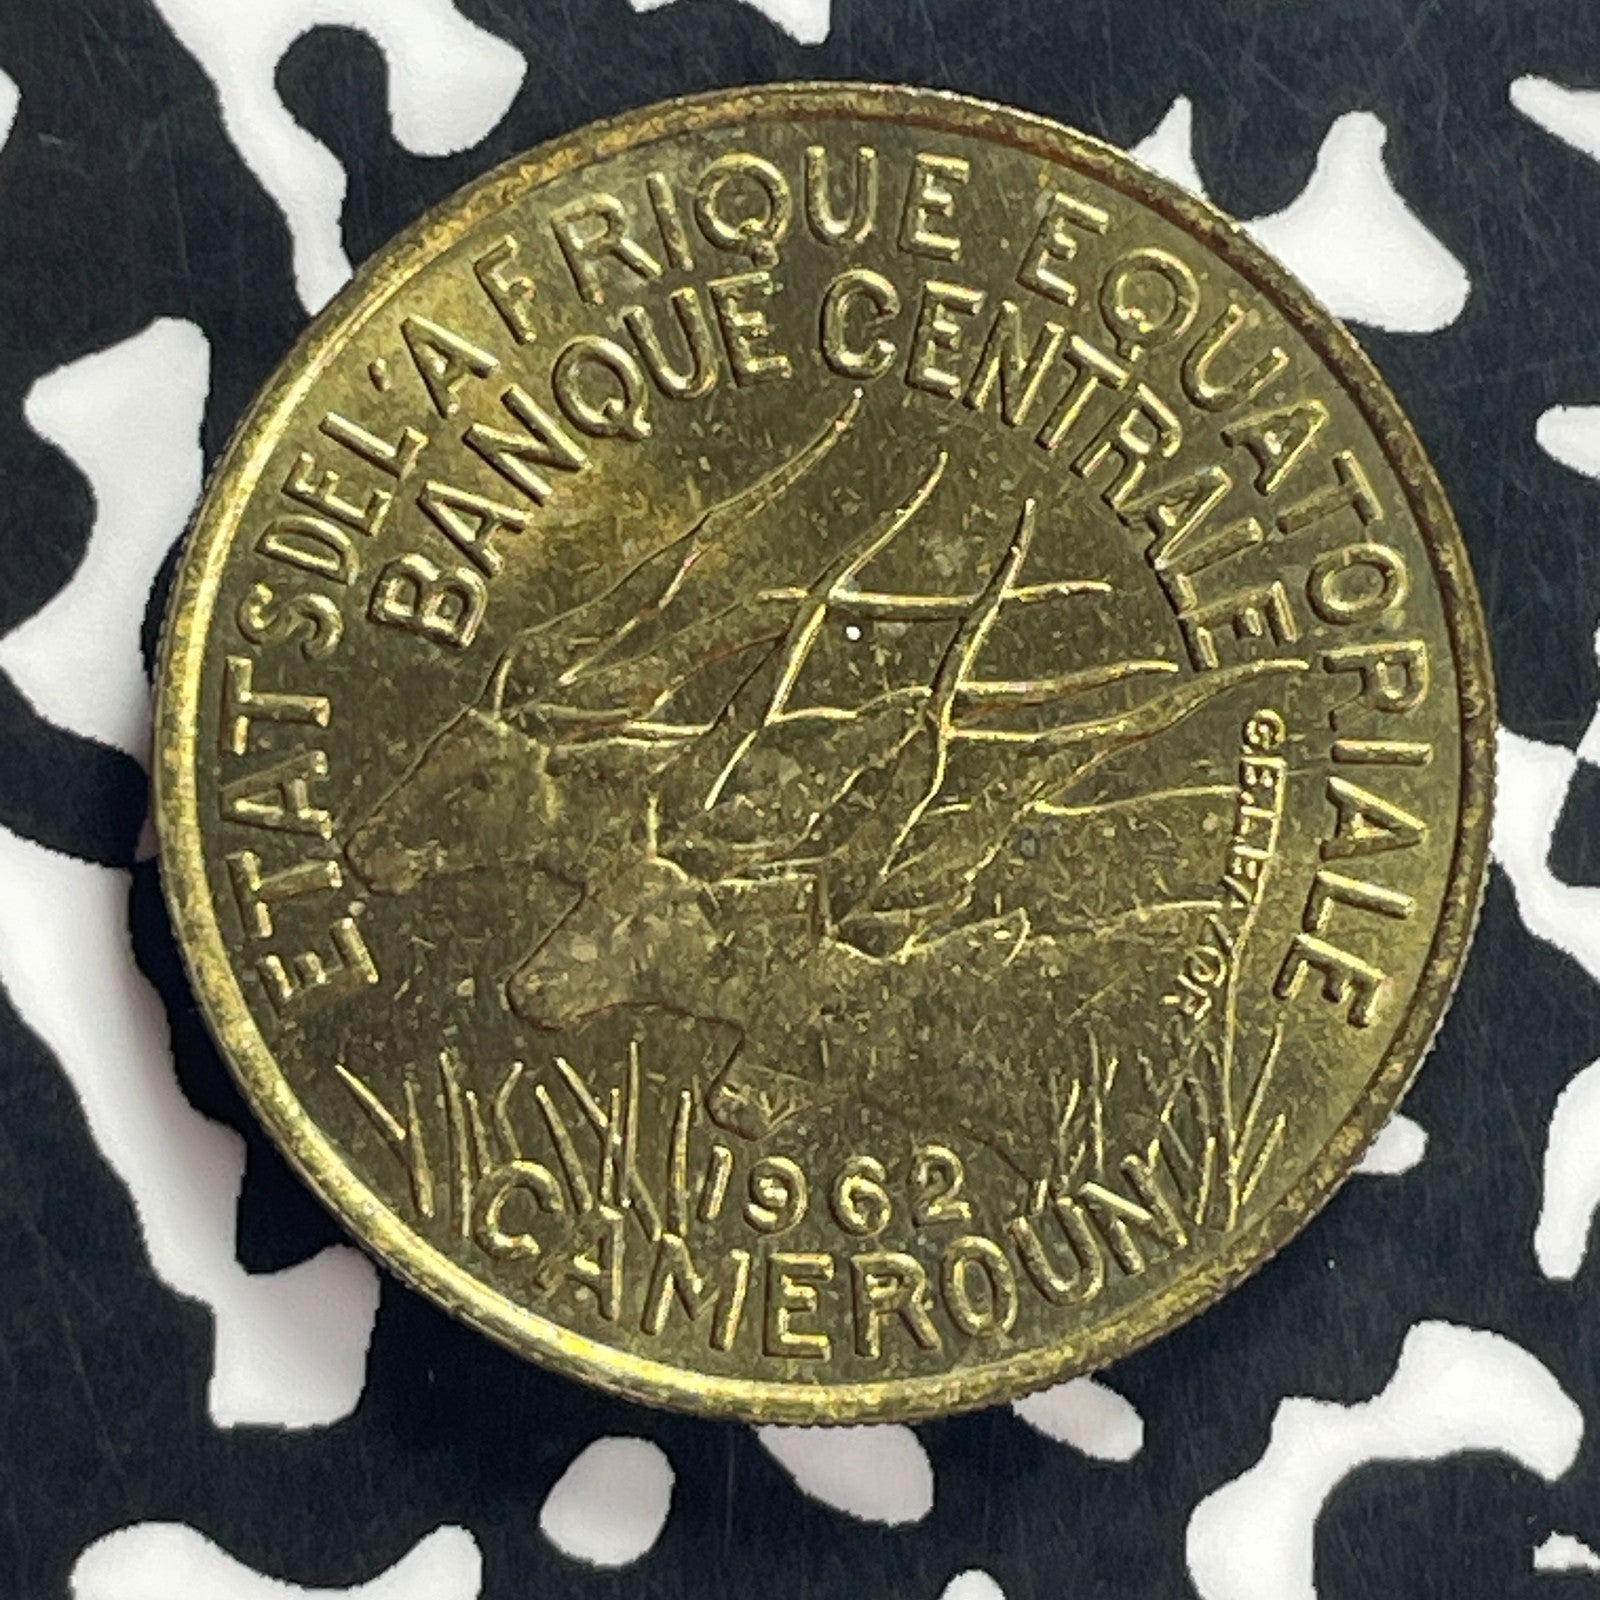 ETATS DE L'AFRIQUE EQUATORIALE
BANQUE CENTRALE
G.B.L.BAZOR
1962
CAMEROUN